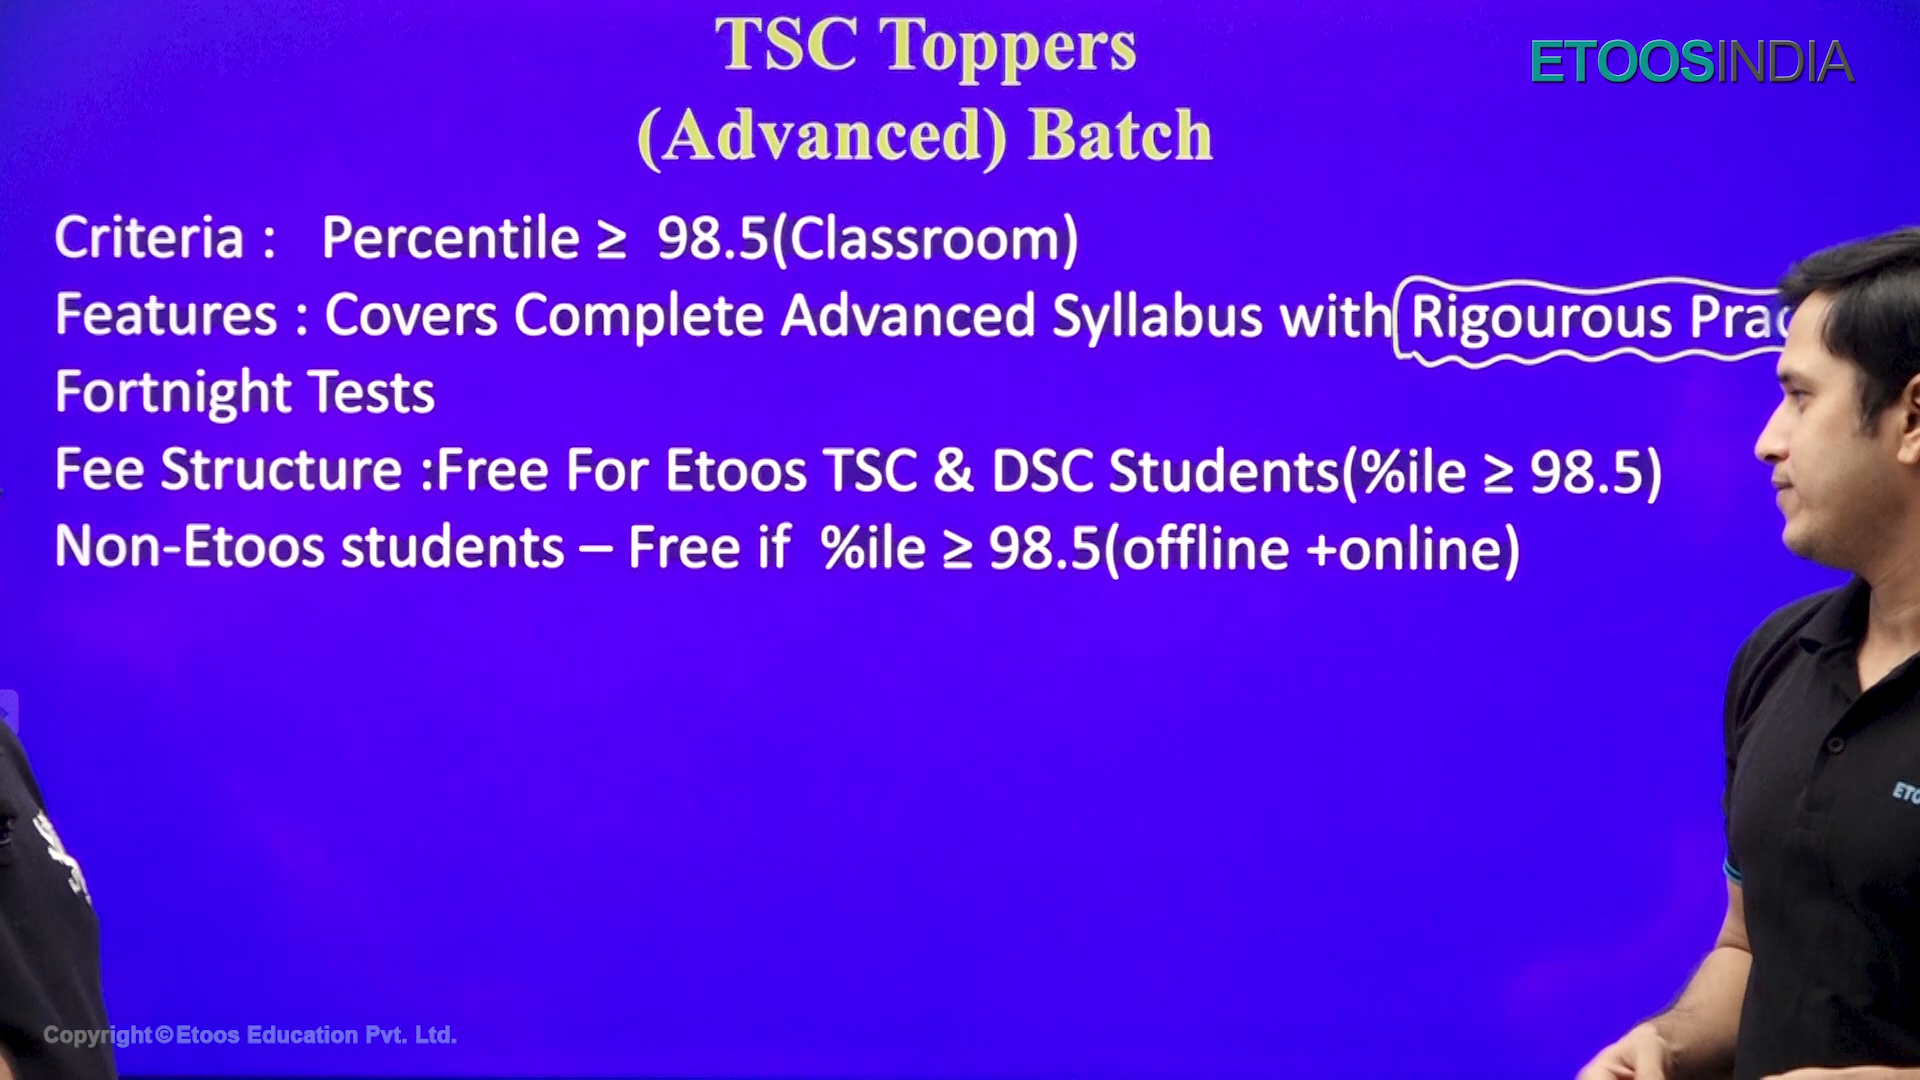 TSC Toppers
ETOOSINDIA
(Advanced) Batch
Criteria : Percentile ≥ 98.5(Classroom)
Features : Covers Complete Advanced Syllabus with Rigourous
Fortnight Tests
Fee Structure :Free For Etoos TSC & DSC Students(%ile ≥ 98.5)
Non-Etoos students – Free if %ile ≥ 98.5(offline +online)
Copyright©Etoos Education Pvt. Ltd.